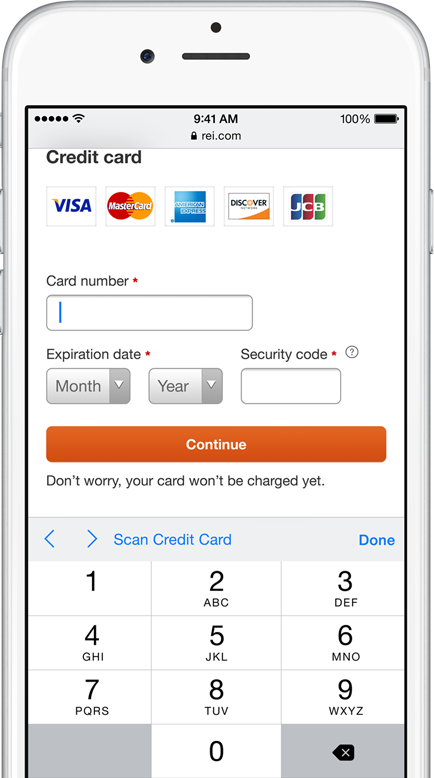 9:41 AM 100%
rei.com
Credit card
VISA MasterCard AMERICAN EXPRESS DISCOVER NETWORK JCB
Card number *
Expiration date * Security code * ?
Month Year
Continue
Don't worry, your card won't be charged yet.
Scan Credit Card Done
1 2 3
ABC DEF
4 5 6
GHI JKL MNO
7 8 9
PQRS TUV WXYZ
0